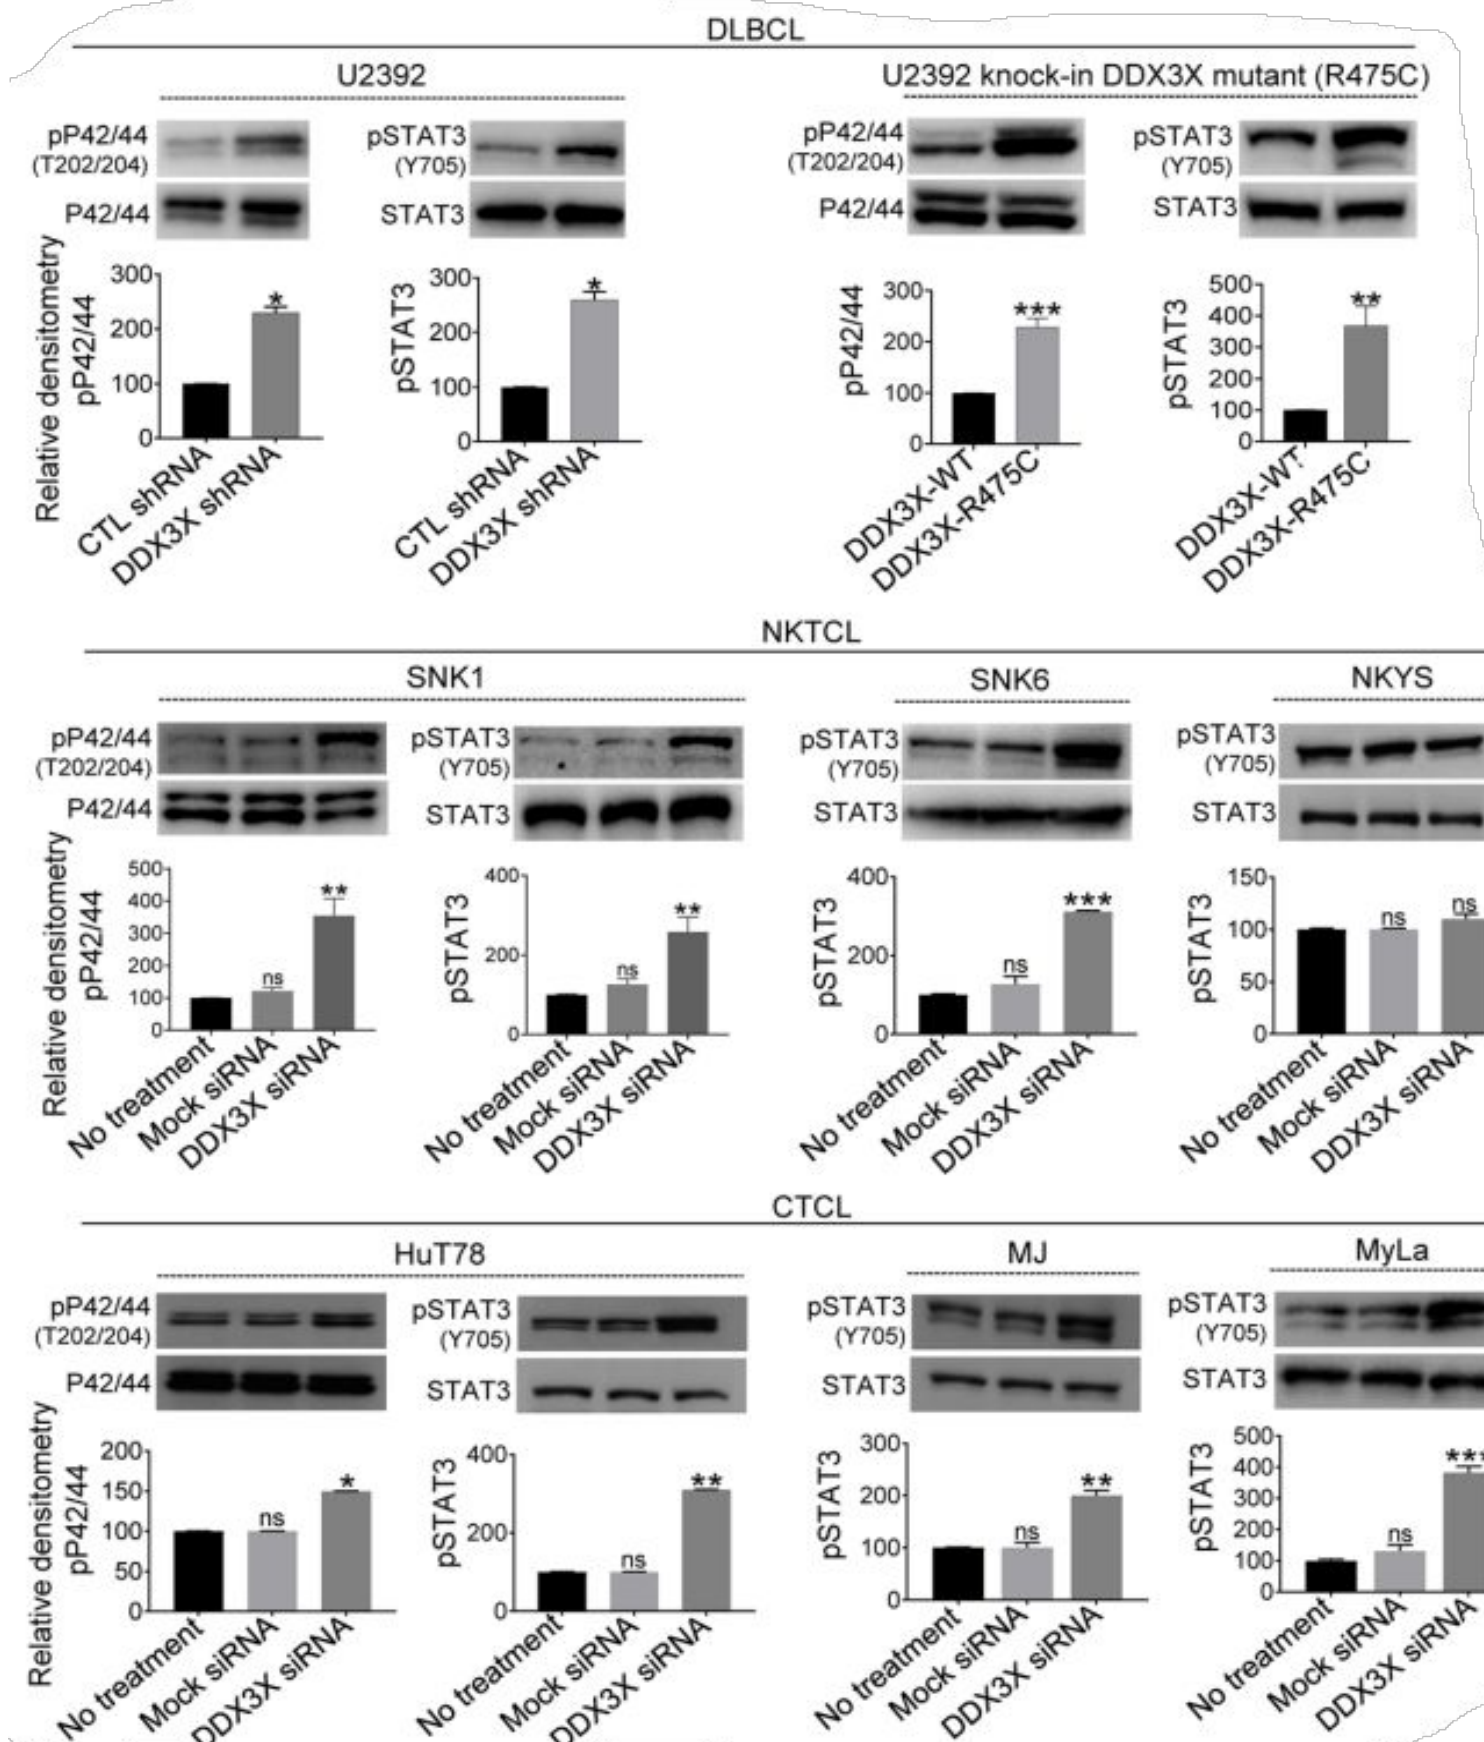 DLBCL
U2392
U2392 knock-in DDX3X mutant (R475C)
pP42/44
(T202/204)
P42/44
pSTAT3
(Y705)
STAT3
pP42/44
(T202/204)
P42/44
pSTAT3
(Y705)
STAT3
Relative densitometry
pP42/44
300
200
100
0
*
CTL shRNA
DDX3X shRNA
pSTAT3
300
200
100
0
*
CTL shRNA
DDX3X shRNA
pP42/44
300
200
100
0
***
DDX3X-WT
DDX3X-R475C
pSTAT3
500
400
300
200
100
0
**
DDX3X-WT
DDX3X-R475C
NKTCL
SNK1
SNK6
NKYS
pP42/44
(T202/204)
P42/44
pSTAT3
(Y705)
STAT3
pSTAT3
(Y705)
STAT3
pSTAT3
(Y705)
STAT3
Relative densitometry
pP42/44
500
400
300
200
100
0
ns
**
No treatment
Mock siRNA
DDX3X siRNA
pSTAT3
400
200
0
ns
**
No treatment
Mock siRNA
DDX3X siRNA
pSTAT3
400
200
0
ns
***
No treatment
Mock siRNA
DDX3X siRNA
pSTAT3
150
100
50
0
ns
ns
No treatment
Mock siRNA
DDX3X siRNA
CTCL
HuT78
MJ
MyLa
pP42/44
(T202/204)
P42/44
pSTAT3
(Y705)
STAT3
pSTAT3
(Y705)
STAT3
pSTAT3
(Y705)
STAT3
Relative densitometry
pP42/44
200
150
100
50
0
ns
*
No treatment
Mock siRNA
DDX3X siRNA
pSTAT3
400
200
0
ns
**
No treatment
Mock siRNA
DDX3X siRNA
pSTAT3
300
200
100
0
ns
**
No treatment
Mock siRNA
DDX3X siRNA
pSTAT3
500
400
300
200
100
0
ns
***
No treatment
Mock siRNA
DDX3X siRNA